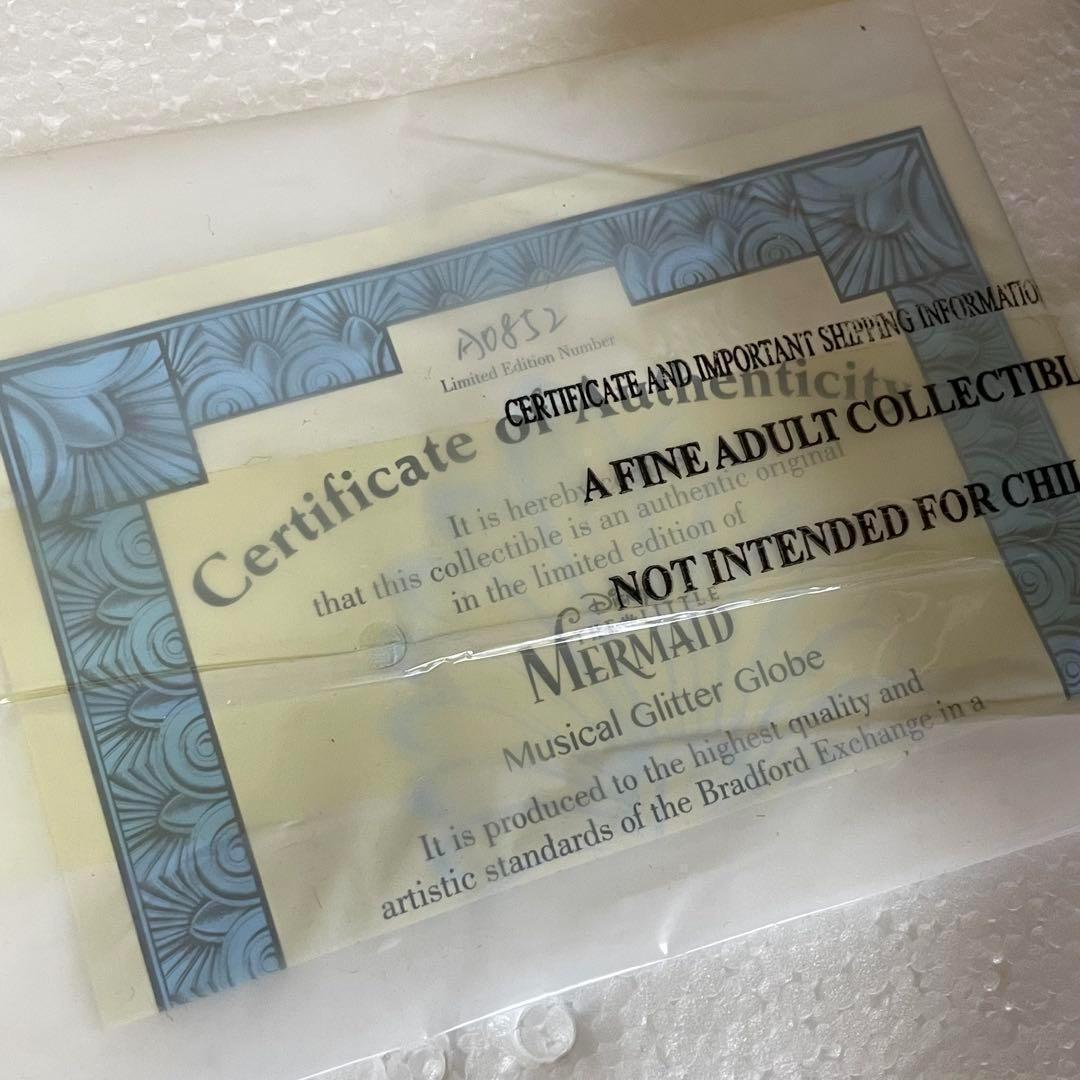 A0852
Limited Edition Number
Certificate of Authenticity
It is hereby
that this collectible is an authentic original
in the limited edition of
THE LITTLE
MERMAID
Musical Glitter Globe
It is produced to the highest quality and
artistic standards of the Bradford Exchange in a
CERTIFICATE AND IMPORTANT SHIPPING INFORMATIO
A FINE ADULT COLLECTIBL
NOT INTENDED FOR CHIL